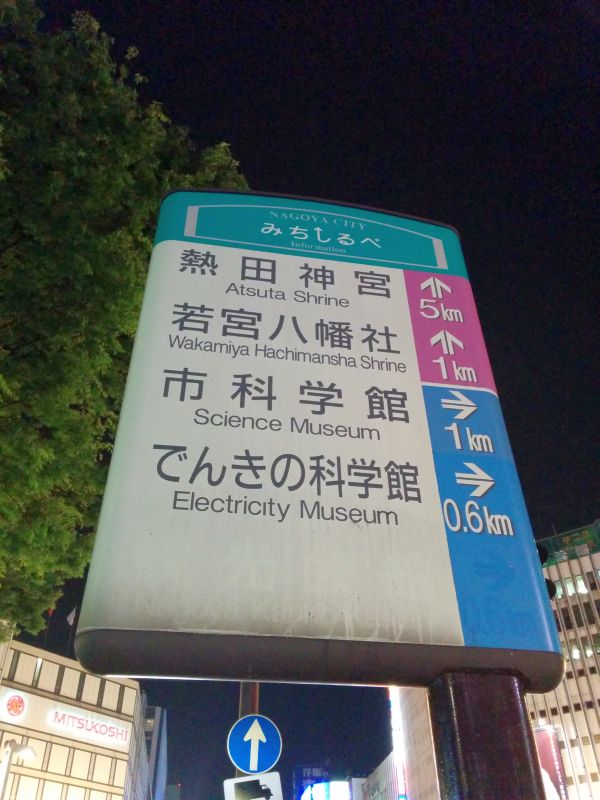 NAGOYA CITY
みちしるべ
Information
熱田神宮
Atsuta Shrine
5km
若宮八幡社
Wakamiya Hachimansha Shrine
1km
市科学館
Science Museum
1km
でんきの科学館
Electricity Museum
0.6km
MITSUKOSHI